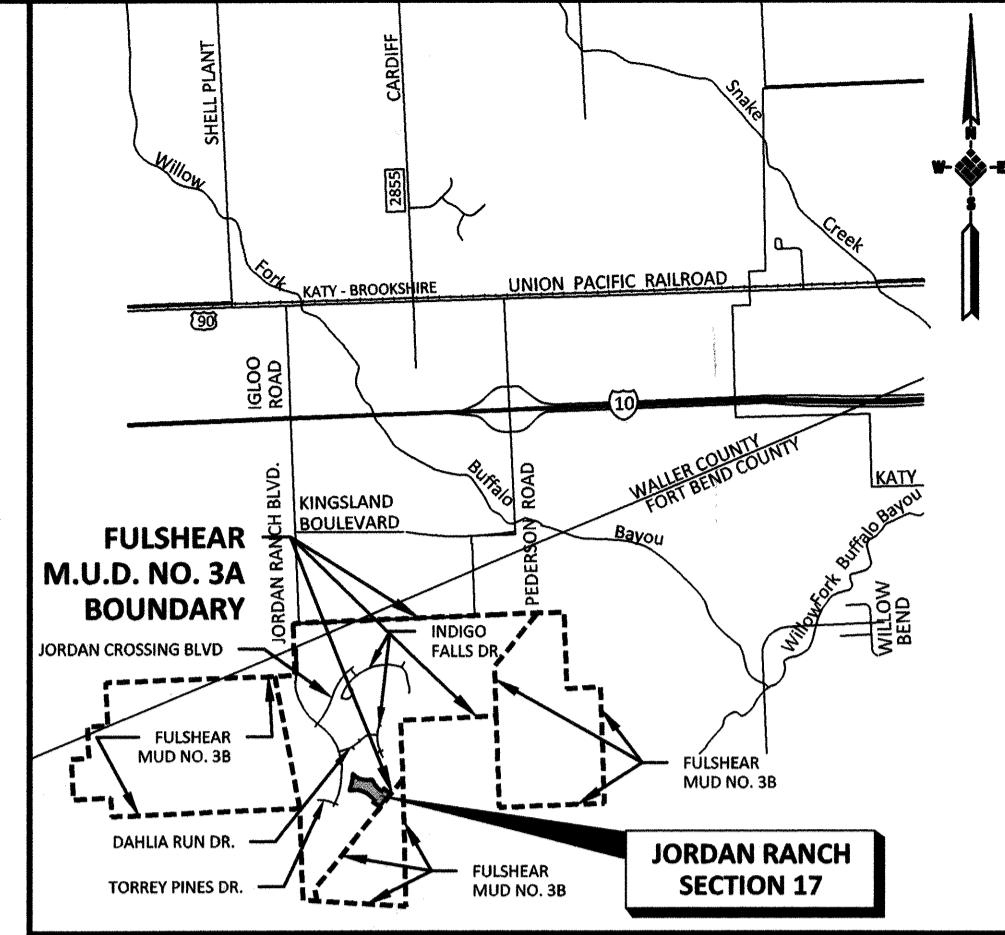 SHELL PLANT
CARDIFF
Snake
Willow
2855
N
W
E
S
Creek
Fork
KATY - BROOKSHIRE
UNION PACIFIC RAILROAD
90
IGLOO
ROAD
10
WALLER COUNTY
FORT BEND COUNTY
Buffalo
KATY
KINGSLAND
BOULEVARD
JORDAN RANCH BLVD.
PEDERSON ROAD
Bayou
Willow Fork Buffalo Bayou
WILLOW
BEND
FULSHEAR
M.U.D. NO. 3A
BOUNDARY
INDIGO
FALLS DR
JORDAN CROSSING BLVD
FULSHEAR
MUD NO. 3B
FULSHEAR
MUD NO. 3B
DAHLIA RUN DR.
TORREY PINES DR.
FULSHEAR
MUD NO. 3B
JORDAN RANCH
SECTION 17